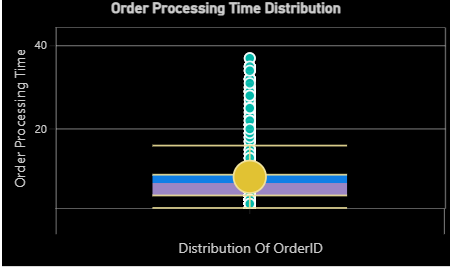 Order Processing Time Distribution
40
20
Order Processing Time
Distribution Of OrderID